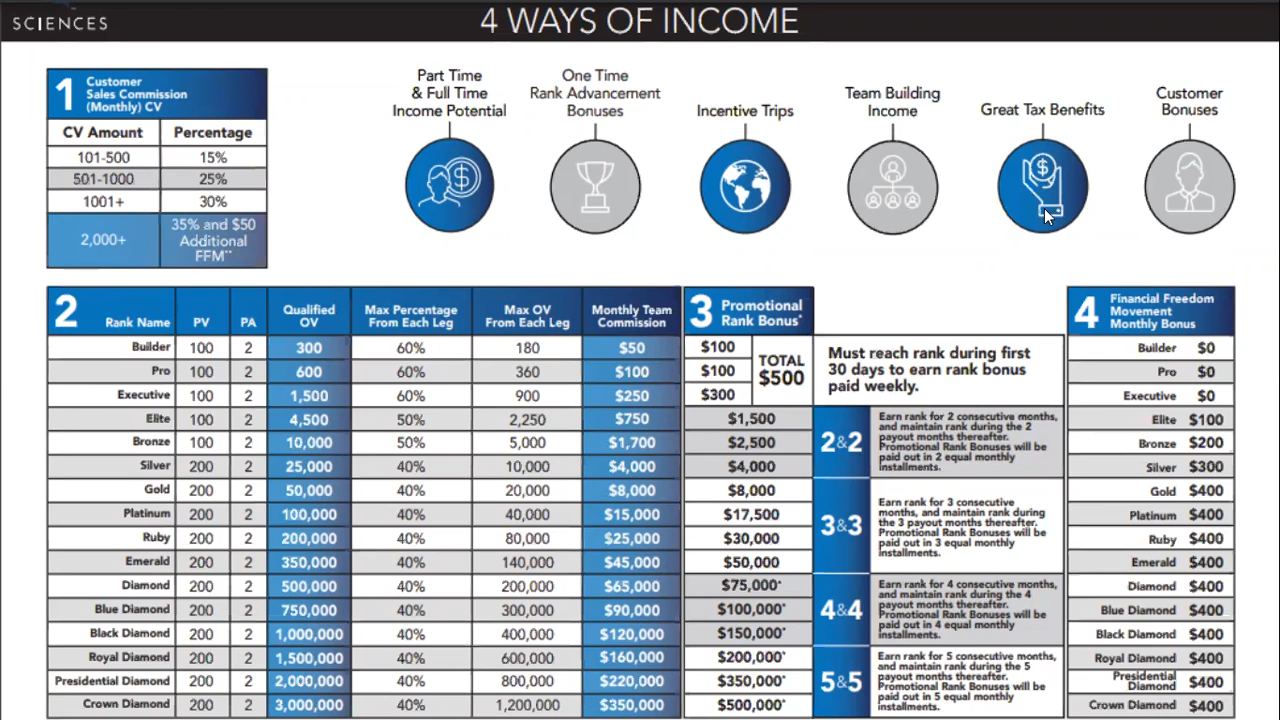 SCIENCES
4 WAYS OF INCOME
1 Customer
Sales Commission
(Monthly) CV
CV Amount Percentage
101-500 15%
501-1000 25%
1001+ 30%
2,000+ 35% and $50
Additional
FFM**
Part Time
& Full Time
Income Potential
One Time
Rank Advancement
Bonuses
Incentive Trips
Team Building
Income
Great Tax Benefits
Customer
Bonuses
2 Rank Name PV PA Qualified OV Max Percentage From Each Leg Max OV From Each Leg Monthly Team Commission
Builder 100 2 300 60% 180 $50
Pro 100 2 600 60% 360 $100
Executive 100 2 1,500 60% 900 $250
Elite 100 2 4,500 50% 2,250 $750
Bronze 100 2 10,000 50% 5,000 $1,700
Silver 200 2 25,000 40% 10,000 $4,000
Gold 200 2 50,000 40% 20,000 $8,000
Platinum 200 2 100,000 40% 40,000 $15,000
Ruby 200 2 200,000 40% 80,000 $25,000
Emerald 200 2 350,000 40% 140,000 $45,000
Diamond 200 2 500,000 40% 200,000 $65,000
Blue Diamond 200 2 750,000 40% 300,000 $90,000
Black Diamond 200 2 1,000,000 40% 400,000 $120,000
Royal Diamond 200 2 1,500,000 40% 600,000 $160,000
Presidential Diamond 200 2 2,000,000 40% 800,000 $220,000
Crown Diamond 200 2 3,000,000 40% 1,200,000 $350,000
3 Promotional
Rank Bonus*
$100
$100
$300
TOTAL
$500
Must reach rank during first
30 days to earn rank bonus
paid weekly.
$1,500
$2,500
$4,000
2&2
Earn rank for 2 consecutive months,
and maintain rank during the 2
payout months thereafter.
Promotional Rank Bonuses will be
paid out in 2 equal monthly
installments.
$8,000
$17,500
$30,000
$50,000
3&3
Earn rank for 3 consecutive
months, and maintain rank during
the 3 payout months thereafter.
Promotional Rank Bonuses will be
paid out in 3 equal monthly
installments.
$75,000*
$100,000*
$150,000*
4&4
Earn rank for 4 consecutive months,
and maintain rank during the 4
payout months thereafter.
Promotional Rank Bonuses will be
paid out in 4 equal monthly
installments.
$200,000*
$350,000*
$500,000*
5&5
Earn rank for 5 consecutive months,
and maintain rank during the 5
payout months thereafter.
Promotional Rank Bonuses will be
paid out in 5 equal monthly
installments.
4 Financial Freedom
Movement
Monthly Bonus
Builder $0
Pro $0
Executive $0
Elite $100
Bronze $200
Silver $300
Gold $400
Platinum $400
Ruby $400
Emerald $400
Diamond $400
Blue Diamond $400
Black Diamond $400
Royal Diamond $400
Presidential
Diamond $400
Crown Diamond $400